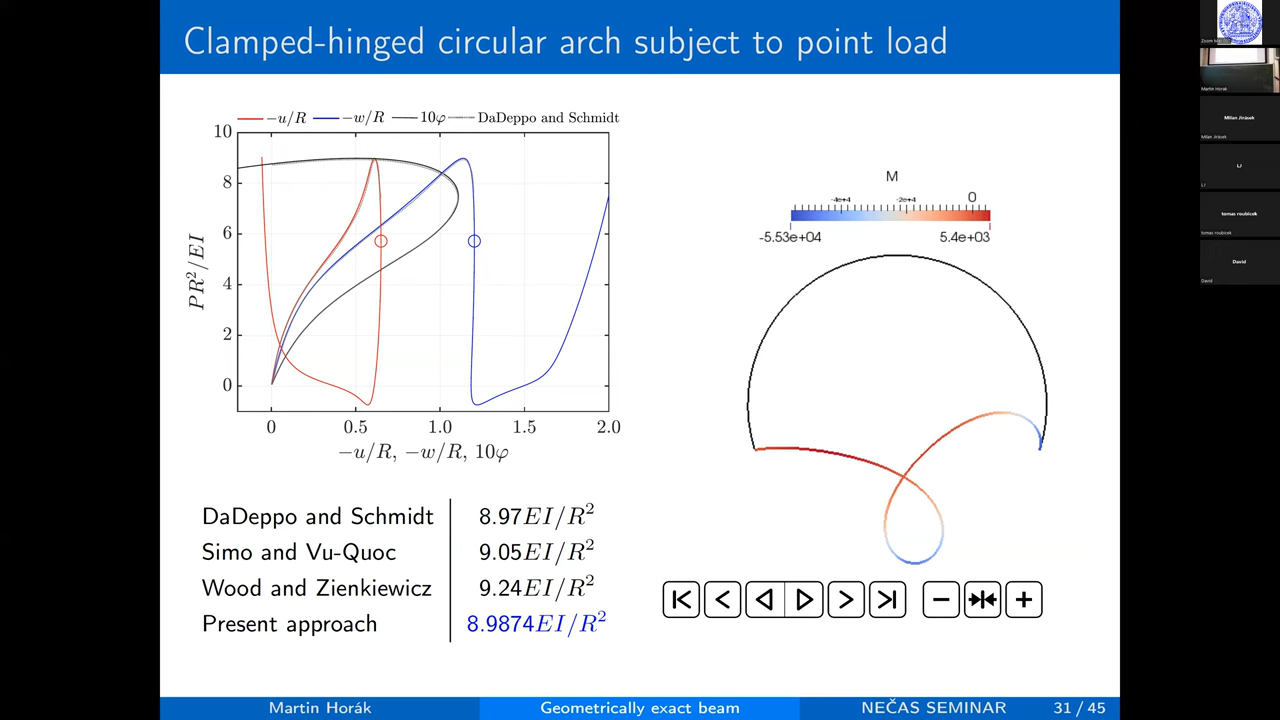 Clamped-hinged circular arch subject to point load
−u/R −w/R 10φ DaDeppo and Schmidt
10
8
6
4
2
0
PR²/EI
0 0.5 1.0 1.5 2.0
−u/R, −w/R, 10φ
M
-4e+4 -2e+4 0
-5.53e+04 5.4e+03
DaDeppo and Schmidt 8.97EI/R²
Simo and Vu-Quoc 9.05EI/R²
Wood and Zienkiewicz 9.24EI/R²
Present approach 8.9874EI/R²
Martin Horák Geometrically exact beam NEČAS SEMINAR 31 / 45
Martin Horak
Milan Jirásek
Milan Jirásek
LJ
LJ
tomas roubicek
tomas roubicek
David
David